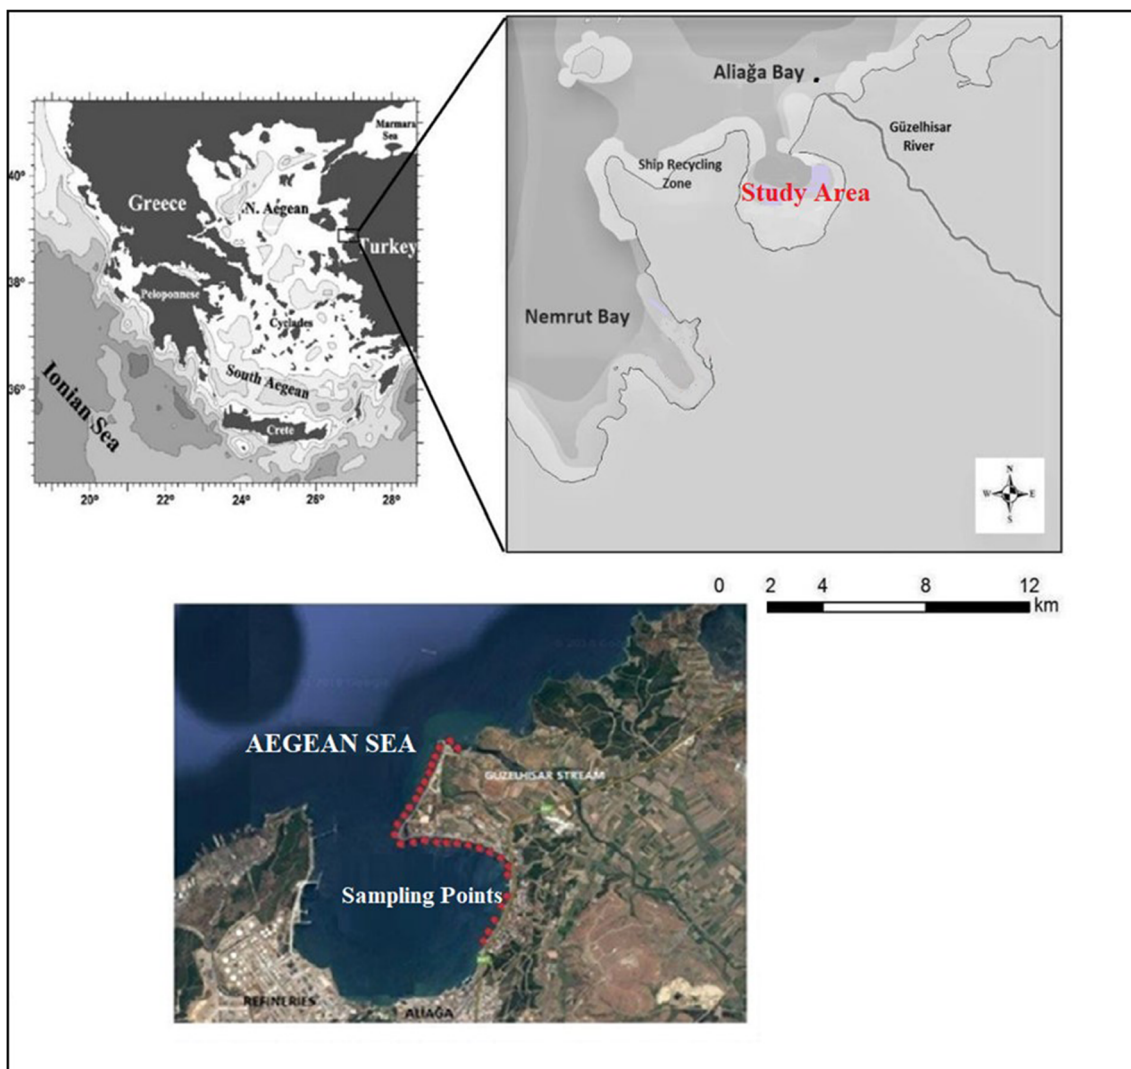 Marmara
Sea
40°
Greece
N. Aegean
Turkey
38°
Peloponnese
Cyclades
South Aegean
36°
Ionian Sea
Crete
20°
22°
24°
26°
28°
Aliağa Bay
Güzelhisar
River
Ship Recycling
Zone
Study Area
Nemrut Bay
N
W
E
S
0
2
4
8
12
km
AEGEAN SEA
GUZELHISAR STREAM
Sampling Points
REFINERIES
ALIAĞA